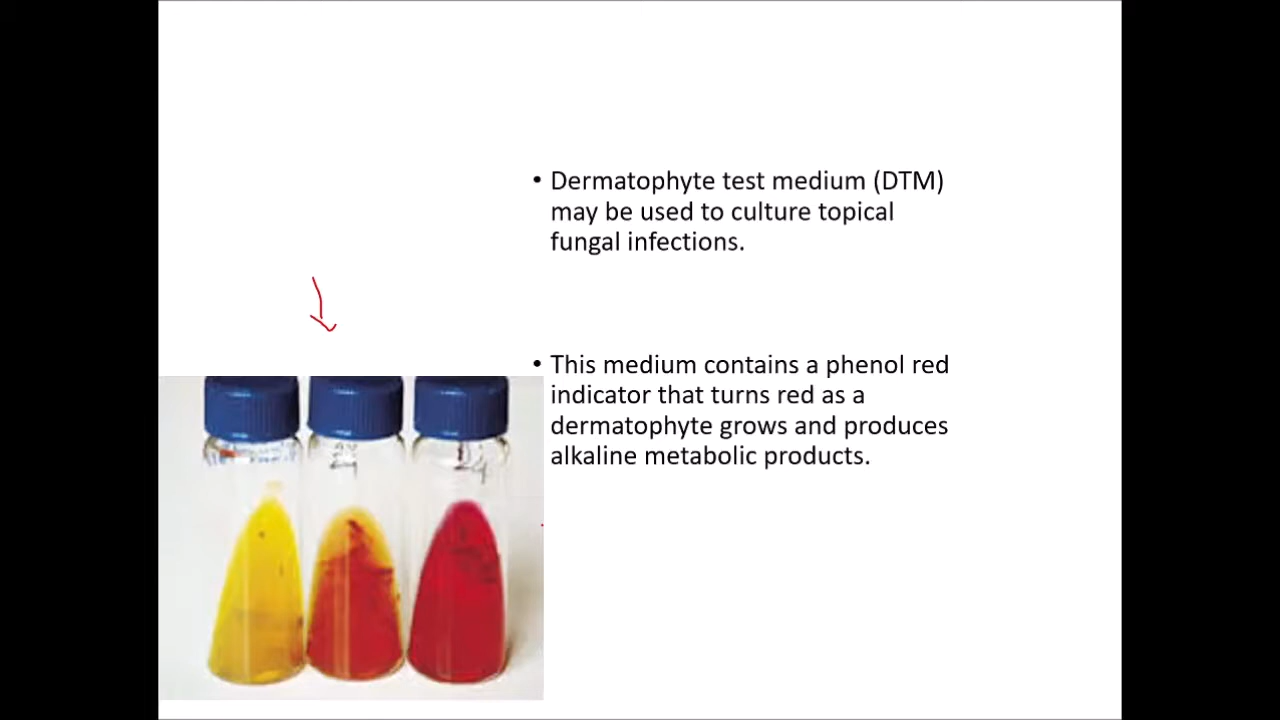 • Dermatophyte test medium (DTM)
may be used to culture topical
fungal infections.
• This medium contains a phenol red
indicator that turns red as a
dermatophyte grows and produces
alkaline metabolic products.